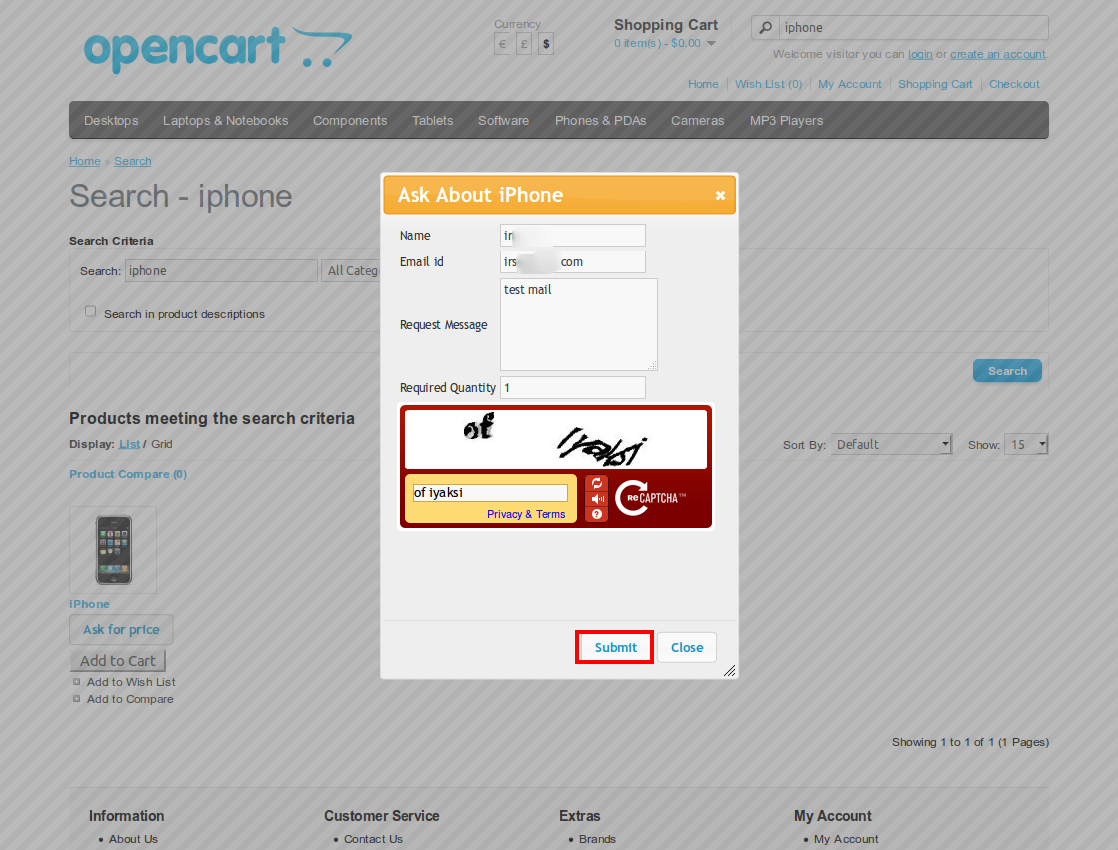 opencart
Currency
€ £ $
Shopping Cart
0 item(s) - $0.00
iphone
Welcome visitor you can login or create an account.
Home Wish List (0) My Account Shopping Cart Checkout
Desktops Laptops & Notebooks Components Tablets Software Phones & PDAs Cameras MP3 Players
Home » Search
Search - iphone
Search Criteria
Search: iphone All Categ
Search in product descriptions
Search
Products meeting the search criteria
Display: List / Grid
Sort By: Default Show: 15
Product Compare (0)
iPhone
Ask for price
Add to Cart
Add to Wish List
Add to Compare
Showing 1 to 1 of 1 (1 Pages)
Ask About iPhone
Name
Email id .com
Request Message test mail
Required Quantity 1
of iyaksi
of iyaksi
Privacy & Terms
reCAPTCHA™
Submit Close
Information Customer Service Extras My Account
About Us Contact Us Brands My Account